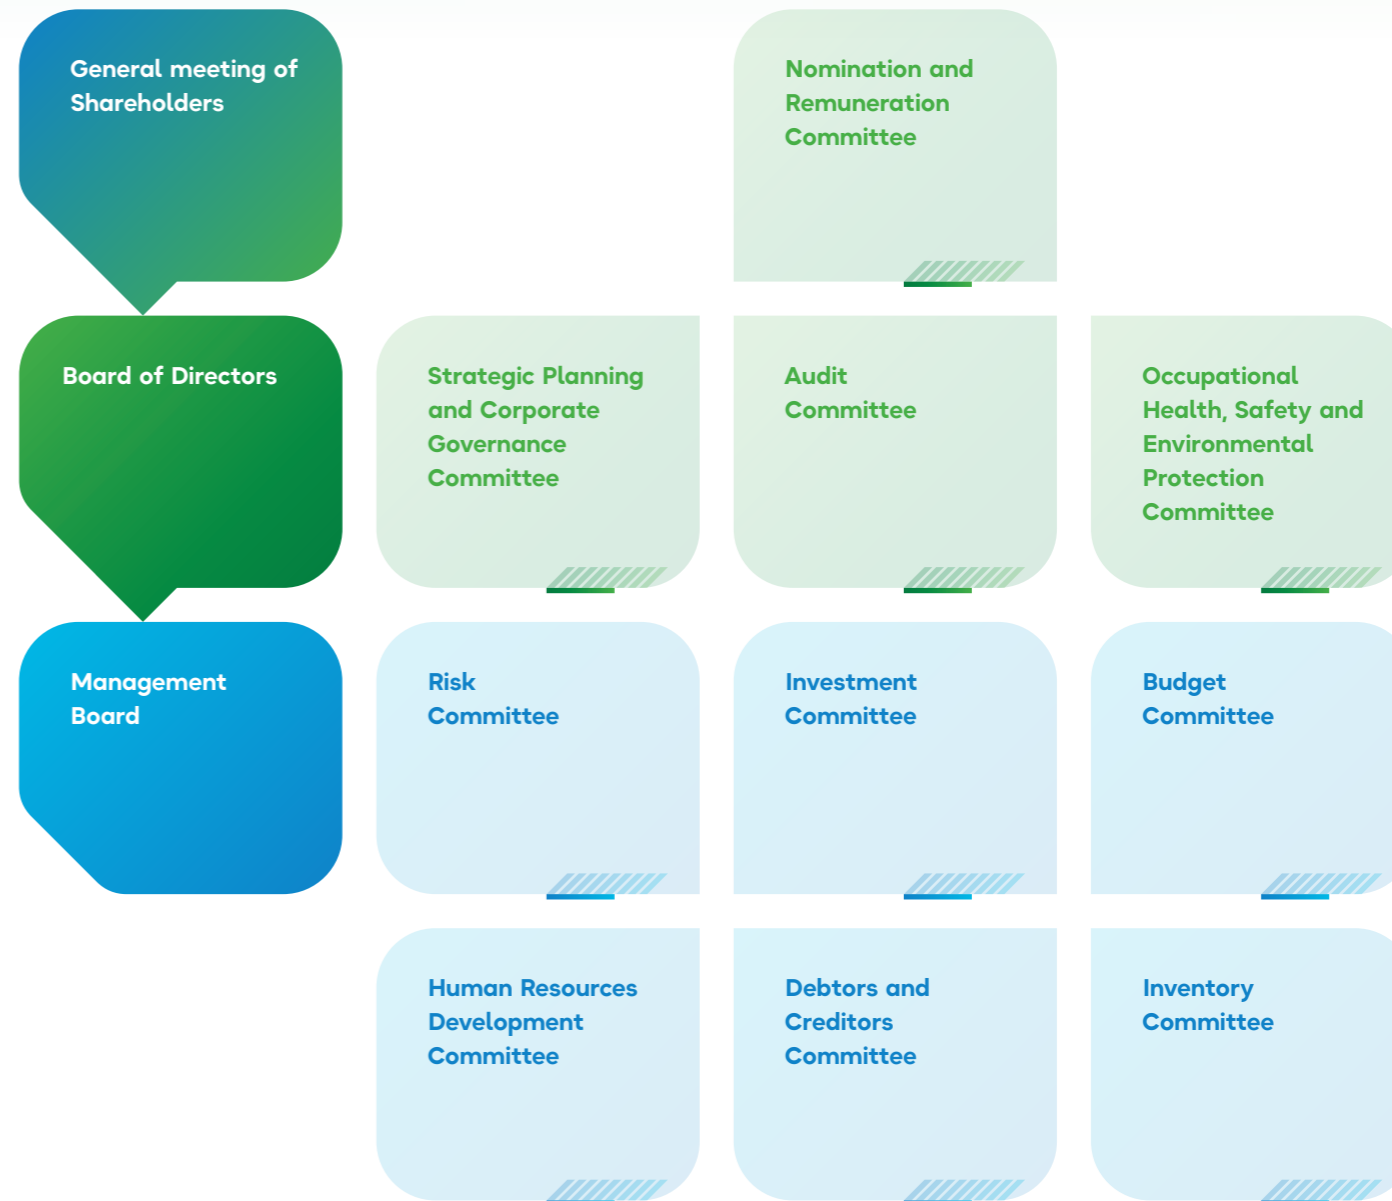 General meeting of
Shareholders
Nomination and
Remuneration
Committee
Board of Directors
Strategic Planning
and Corporate
Governance
Committee
Audit
Committee
Occupational
Health, Safety and
Environmental
Protection
Committee
Management
Board
Risk
Committee
Investment
Committee
Budget
Committee
Human Resources
Development
Committee
Debtors and
Creditors
Committee
Inventory
Committee